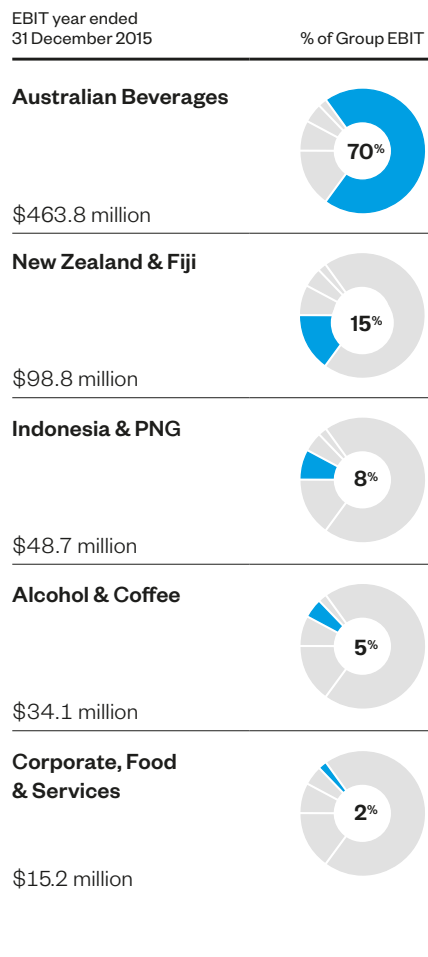 EBIT year ended
31 December 2015
% of Group EBIT
Australian Beverages
70%
$463.8 million
New Zealand & Fiji
15%
$98.8 million
Indonesia & PNG
8%
$48.7 million
Alcohol & Coffee
5%
$34.1 million
Corporate, Food
& Services
2%
$15.2 million